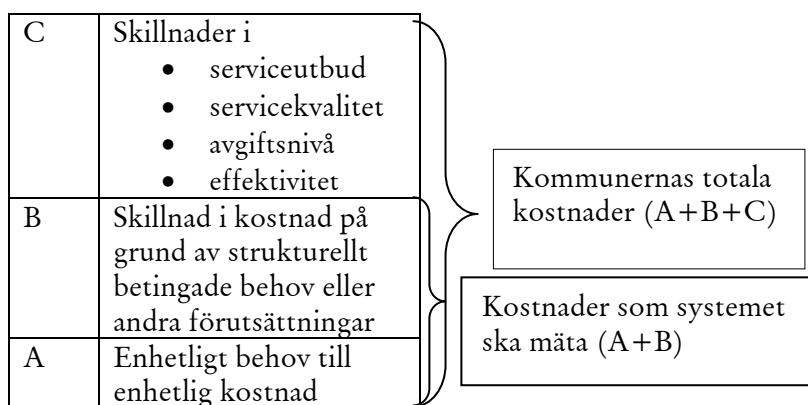 C Skillnader i
• serviceutbud
• servicekvalitet
• avgiftsnivå
• effektivitet
B Skillnad i kostnad på
grund av strukturellt
betingade behov eller
andra förutsättningar
A Enhetligt behov till
enhetlig kostnad
Kommunernas totala
kostnader (A+B+C)
Kostnader som systemet
ska mäta (A+B)